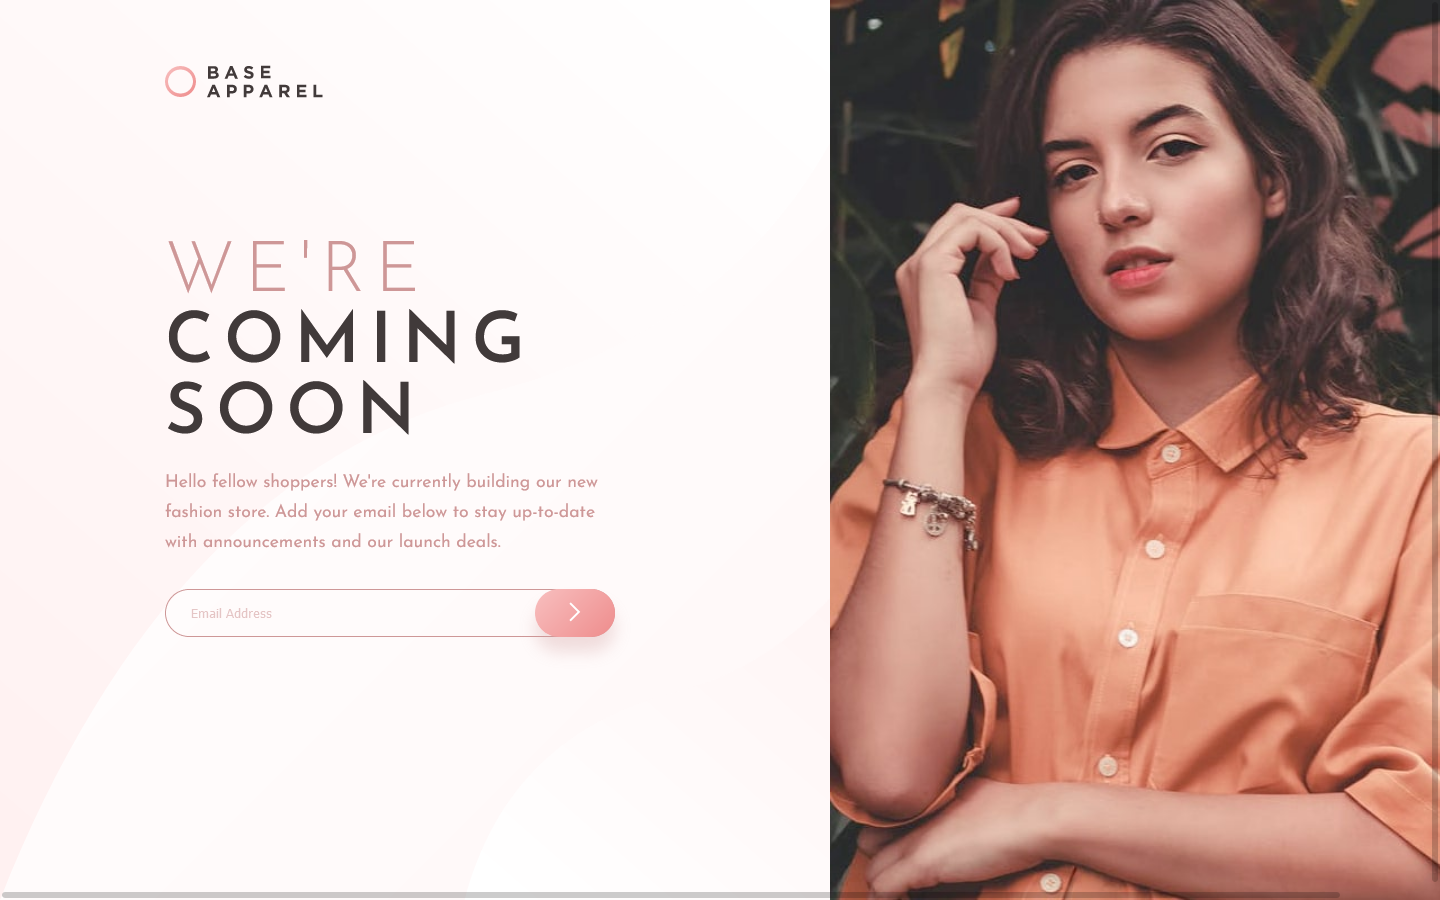 BASE
APPAREL
WE'RE
COMING
SOON
Hello fellow shoppers! We're currently building our new
fashion store. Add your email below to stay up-to-date
with announcements and our launch deals.
Email Address